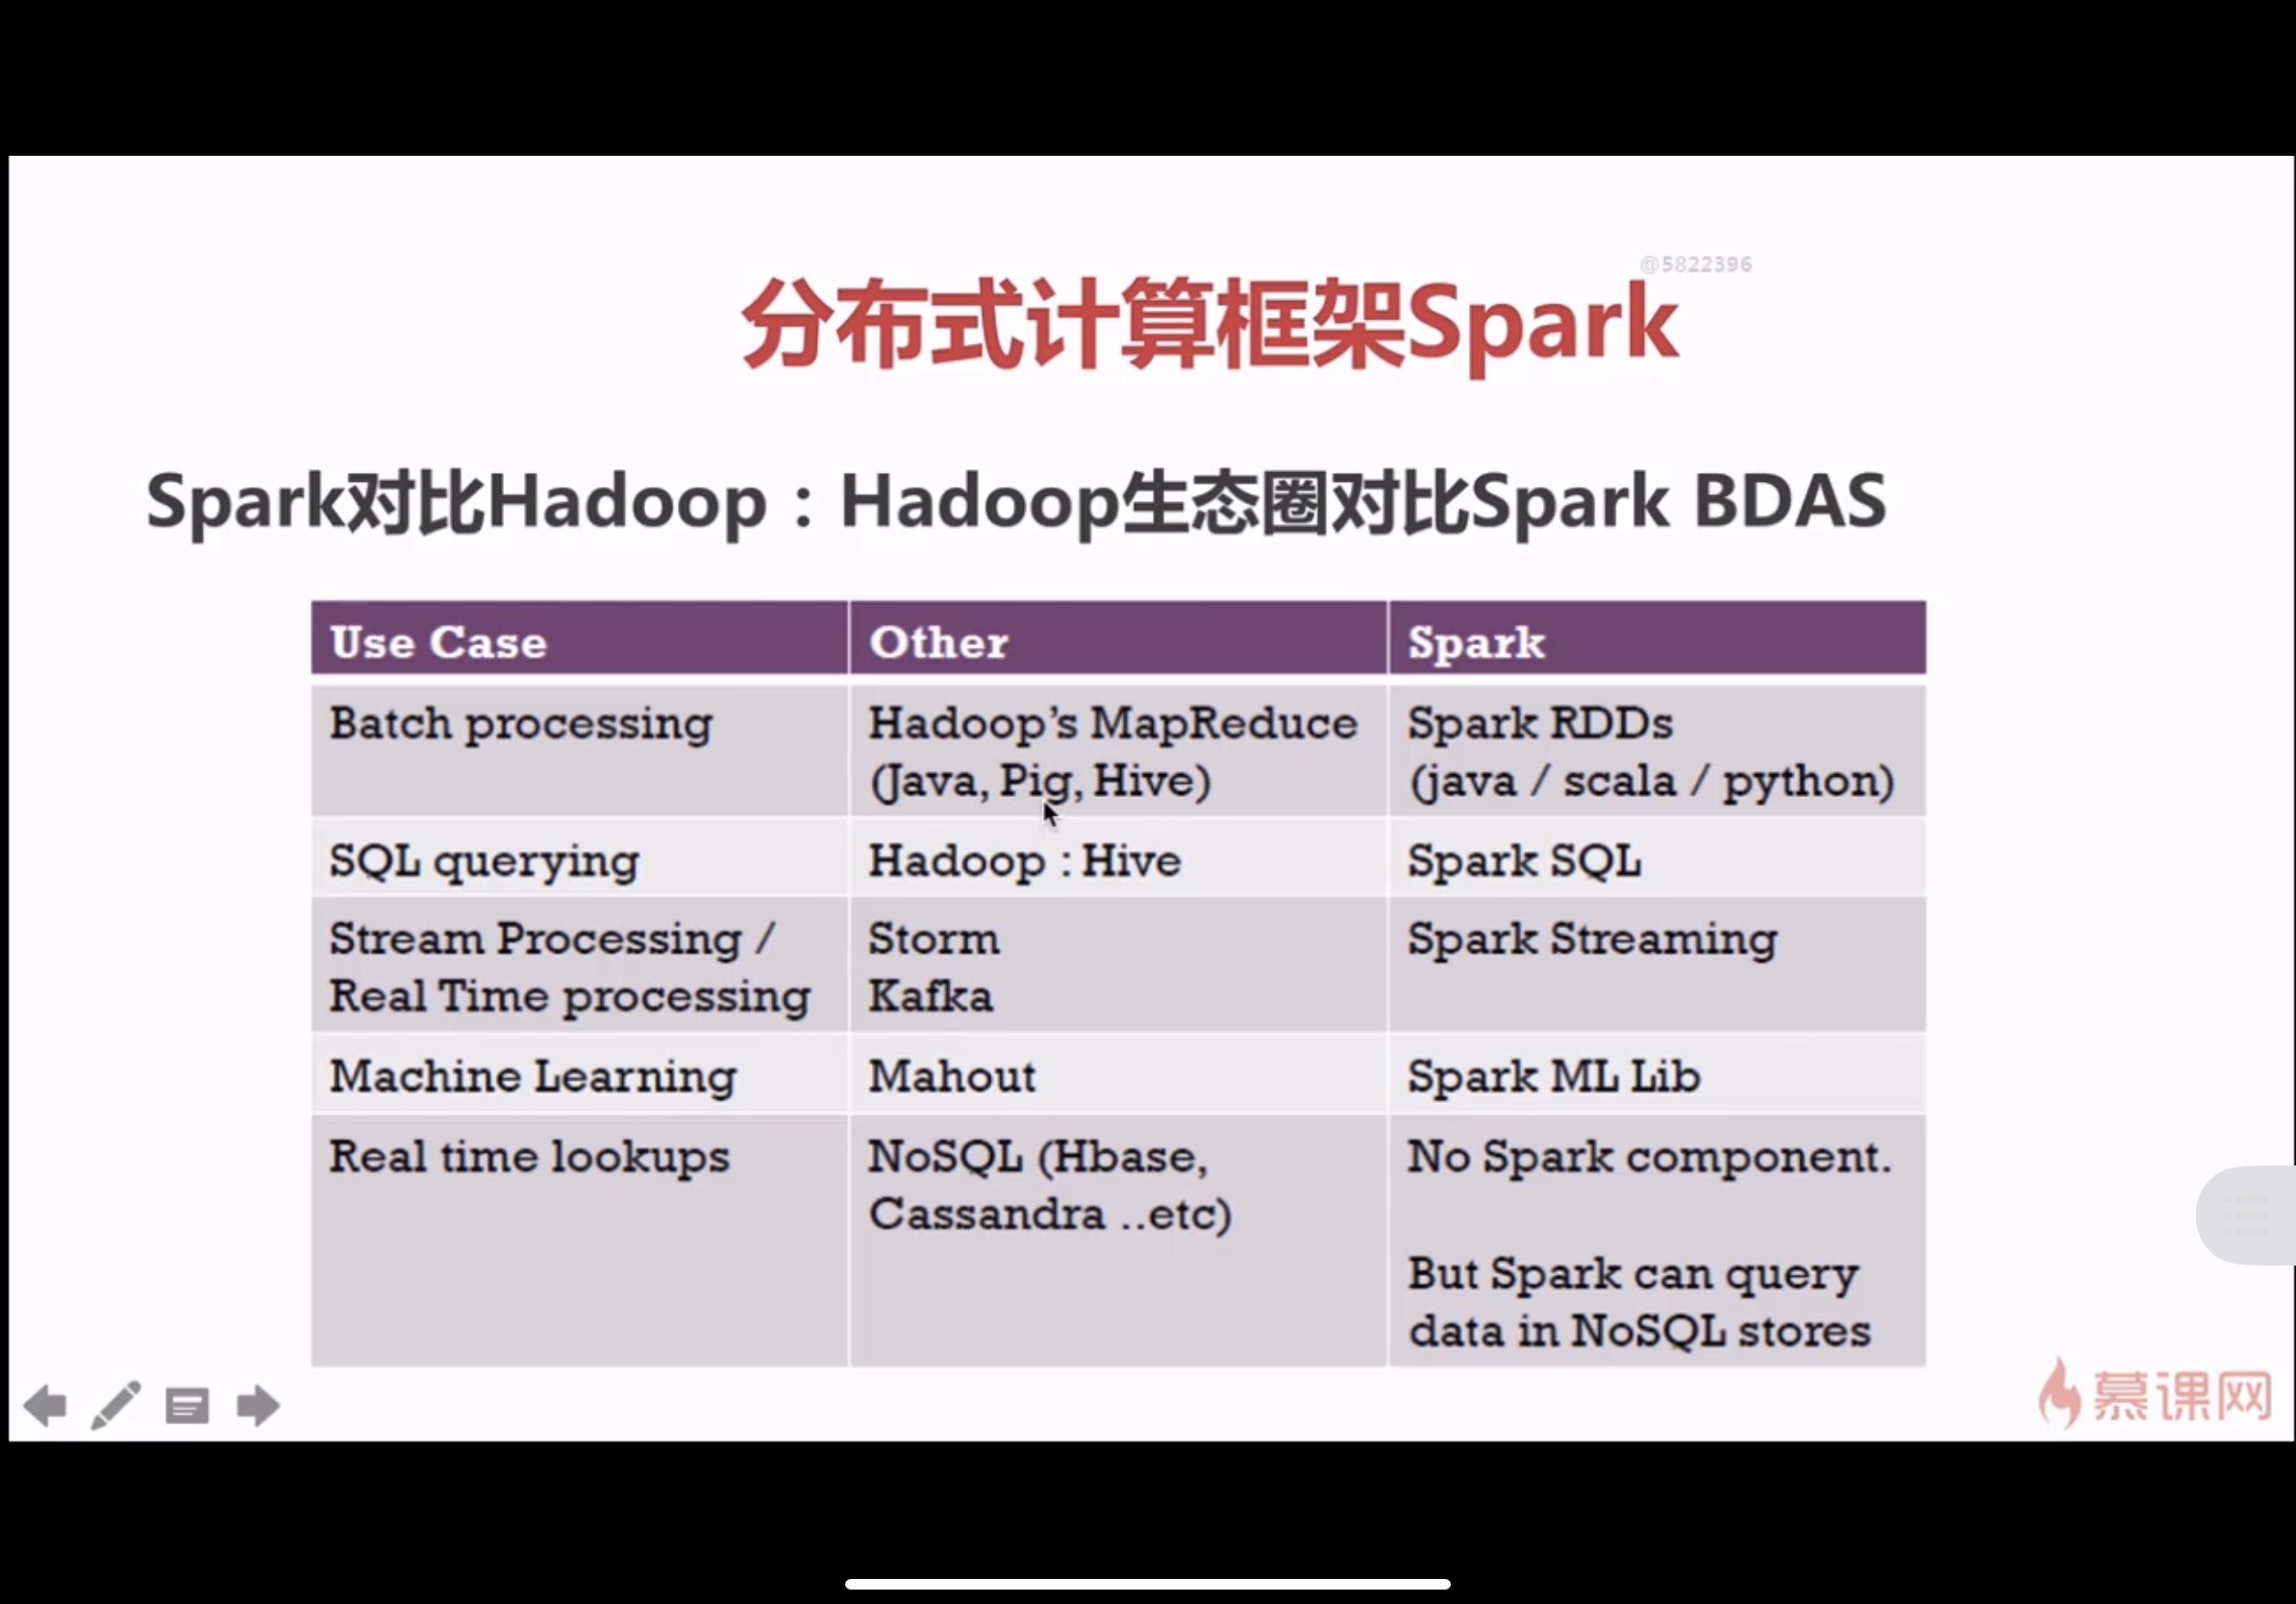 @5822396
分布式计算框架Spark
Spark对比Hadoop：Hadoop生态圈对比Spark BDAS
Use Case
Other
Spark
Batch processing
Hadoop’s MapReduce
(Java, Pig, Hive)
Spark RDDs
(java / scala / python)
SQL querying
Hadoop : Hive
Spark SQL
Stream Processing /
Real Time processing
Storm
Kafka
Spark Streaming
Machine Learning
Mahout
Spark ML Lib
Real time lookups
NoSQL (Hbase,
Cassandra ..etc)
No Spark component.
But Spark can query
data in NoSQL stores
慕课网